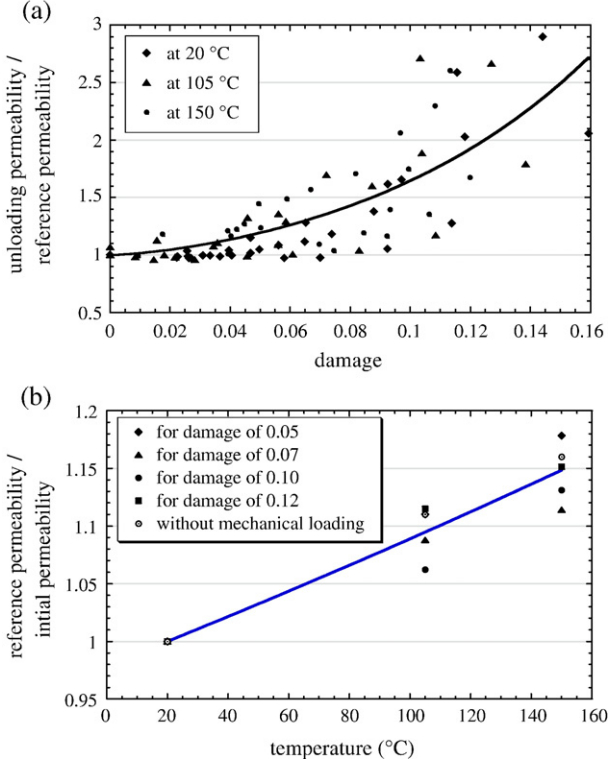 (a)
unloading permeability /
reference permeability
3
2.5
2
1.5
1
0.5
at 20 °C
at 105 °C
at 150 °C
0 0.02 0.04 0.06 0.08 0.1 0.12 0.14 0.16
damage
(b)
reference permeability /
intial permeability
1.2
1.15
1.1
1.05
1
0.95
for damage of 0.05
for damage of 0.07
for damage of 0.10
for damage of 0.12
without mechanical loading
0 20 40 60 80 100 120 140 160
temperature (°C)